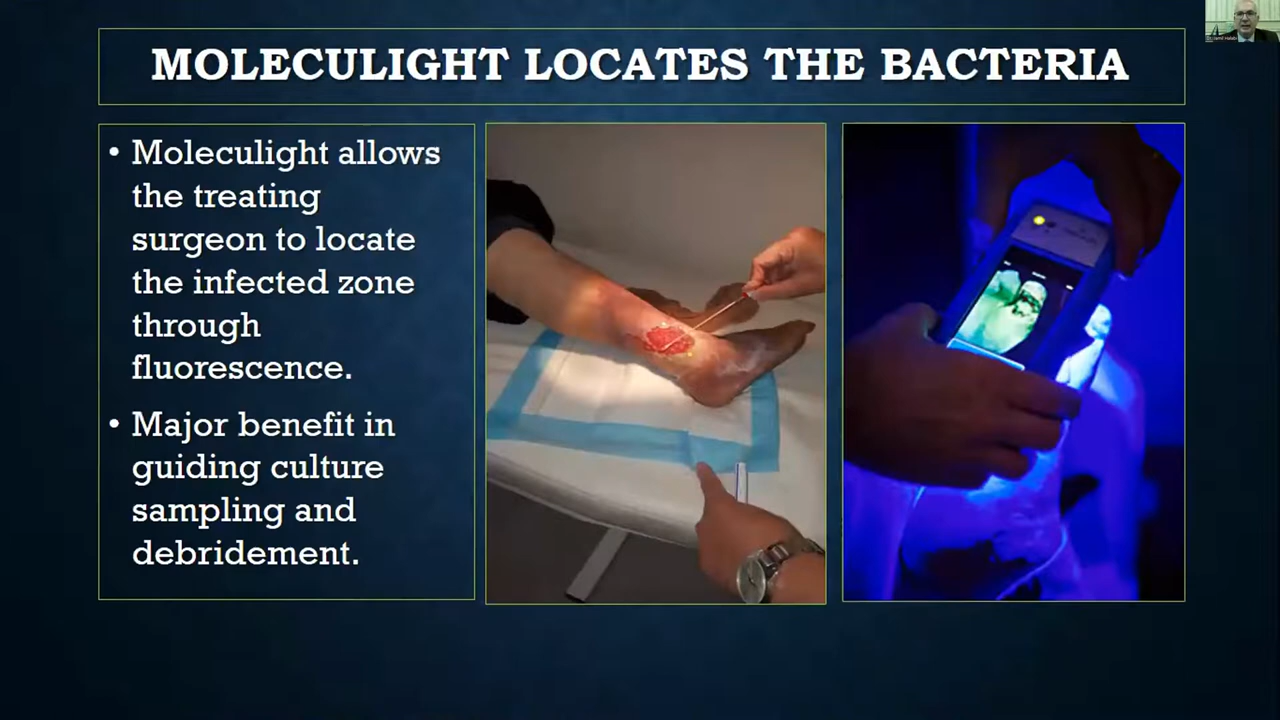 MOLECULIGHT LOCATES THE BACTERIA
• Moleculight allows
the treating
surgeon to locate
the infected zone
through
fluorescence.
• Major benefit in
guiding culture
sampling and
debridement.